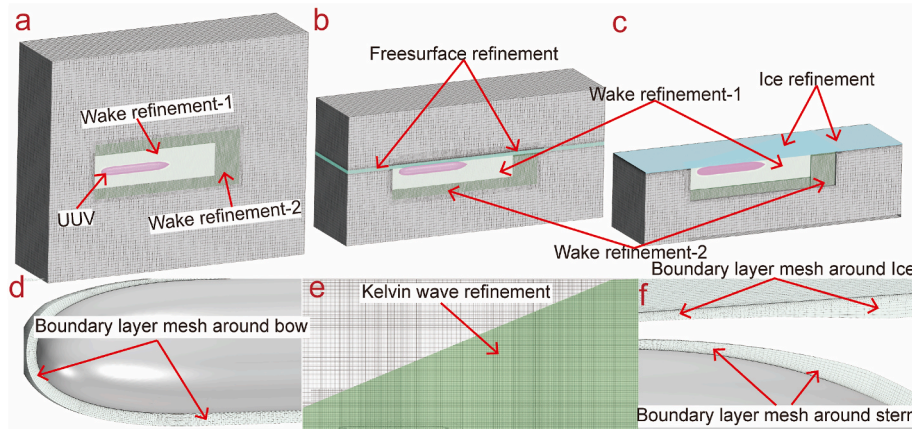 a
Wake refinement-1
UUV
Wake refinement-2
b
Freesurface refinement
Wake refinement-1
Wake refinement-2
c
Ice refinement
d
Boundary layer mesh around bow
e
Kelvin wave refinement
f
Boundary layer mesh around Ice
Boundary layer mesh around stern